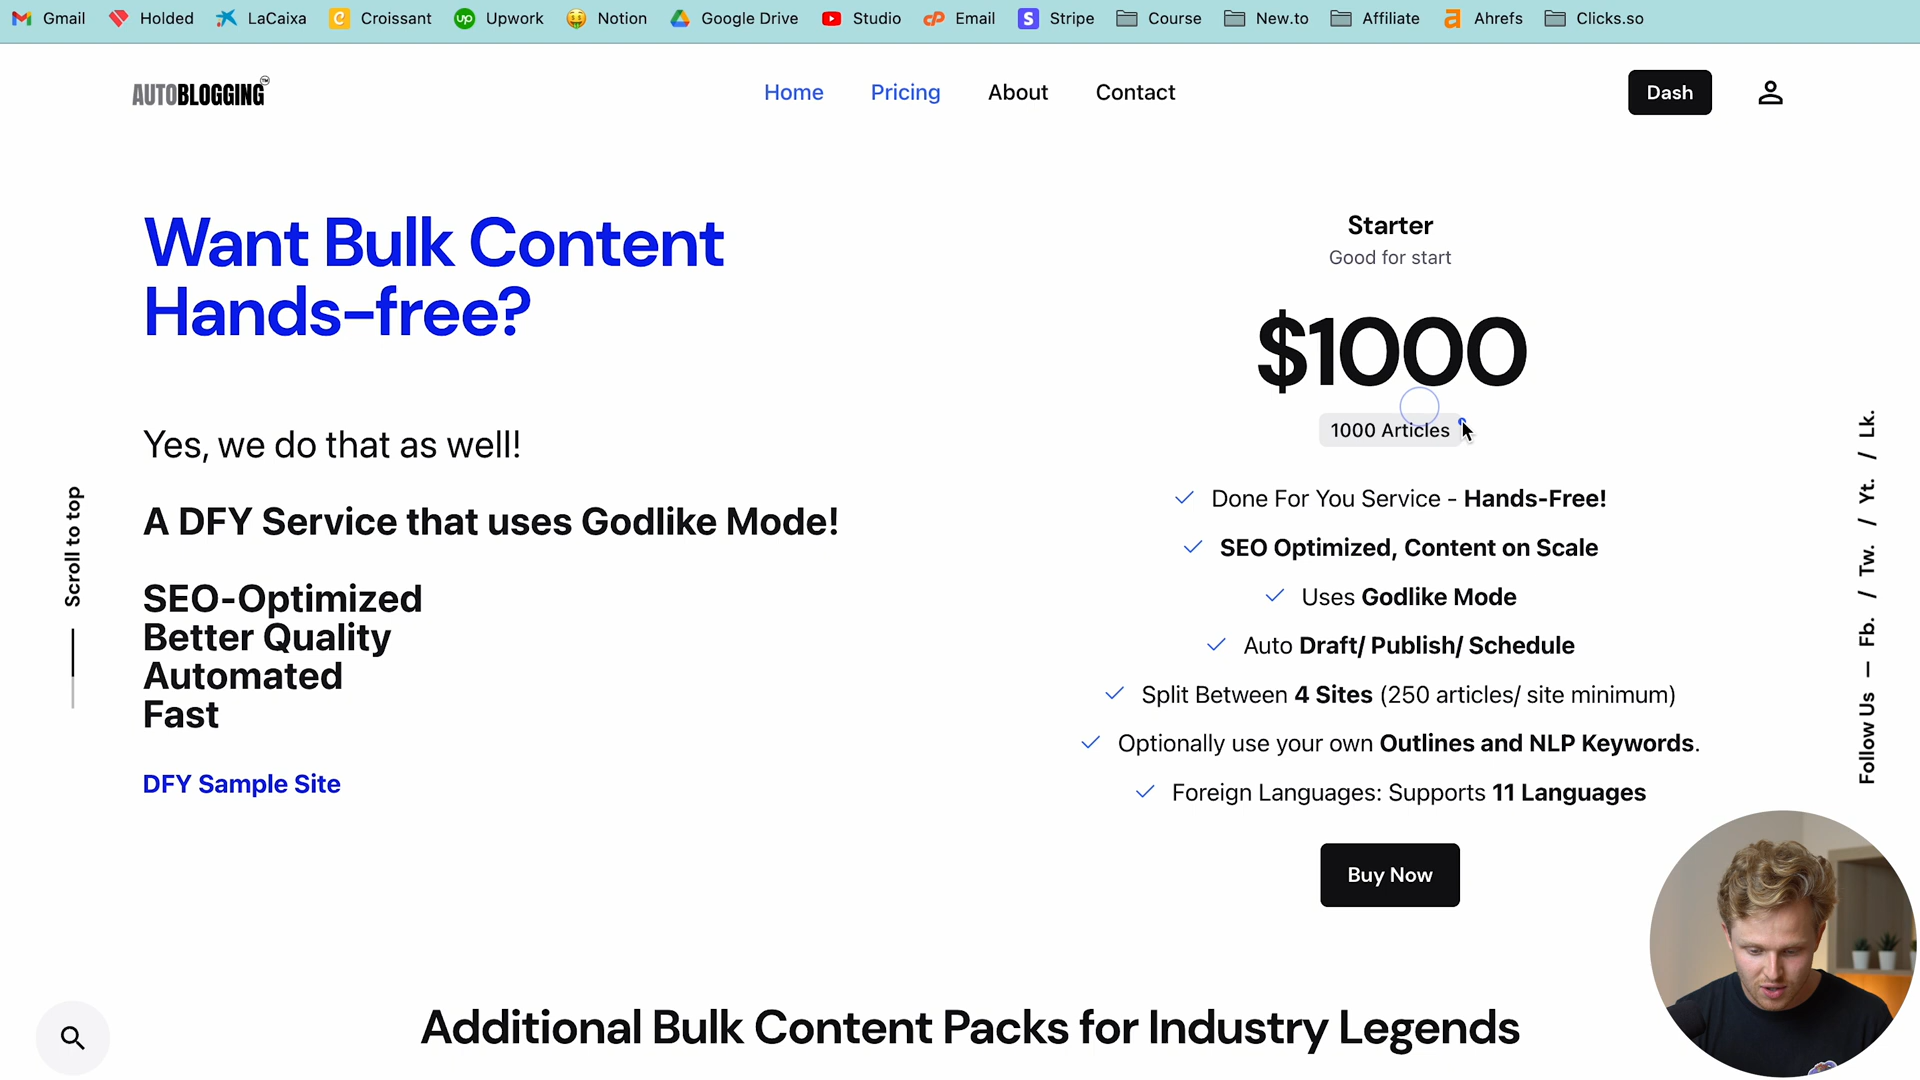 Gmail
Holded
LaCaixa
Croissant
Upwork
Notion
Google Drive
Studio
Email
Stripe
Course
New.to
Affiliate
Ahrefs
Clicks.so
AUTOBLOGGING™
Home
Pricing
About
Contact
Dash
Want Bulk Content
Hands-free?
Yes, we do that as well!
A DFY Service that uses Godlike Mode!
SEO-Optimized
Better Quality
Automated
Fast
DFY Sample Site
Scroll to top
Starter
Good for start
$1000
1000 Articles
Done For You Service - Hands-Free!
SEO Optimized, Content on Scale
Uses Godlike Mode
Auto Draft/ Publish/ Schedule
Split Between 4 Sites (250 articles/ site minimum)
Optionally use your own Outlines and NLP Keywords.
Foreign Languages: Supports 11 Languages
Buy Now
Follow Us — Fb. / Tw. / Yt. / Lk.
Additional Bulk Content Packs for Industry Legends